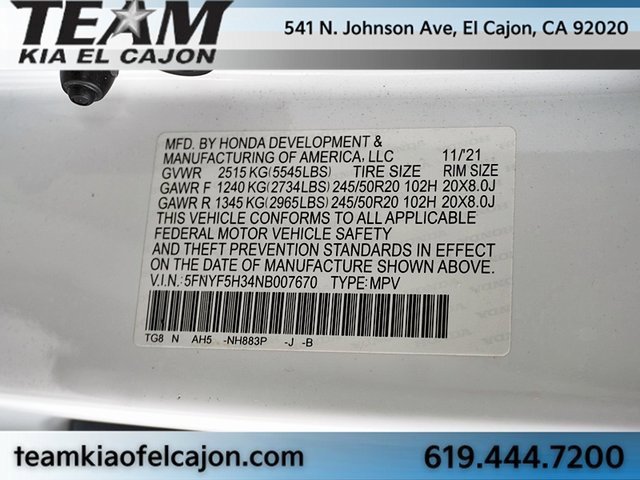 TEAM
KIA EL CAJON
541 N. Johnson Ave, El Cajon, CA 92020
MFD. BY HONDA DEVELOPMENT &
MANUFACTURING OF AMERICA, LLC 11/'21
GVWR 2515 KG(5545LBS) TIRE SIZE RIM SIZE
GAWR F 1240 KG(2734LBS) 245/50R20 102H 20X8.0J
GAWR R 1345 KG(2965LBS) 245/50R20 102H 20X8.0J
THIS VEHICLE CONFORMS TO ALL APPLICABLE
FEDERAL MOTOR VEHICLE SAFETY
AND THEFT PREVENTION STANDARDS IN EFFECT
ON THE DATE OF MANUFACTURE SHOWN ABOVE.
V.I.N.:5FNYF5H34NB007670 TYPE:MPV
TG8 N AH5 -NH883P -J -B
teamkiaofelcajon.com
619.444.7200